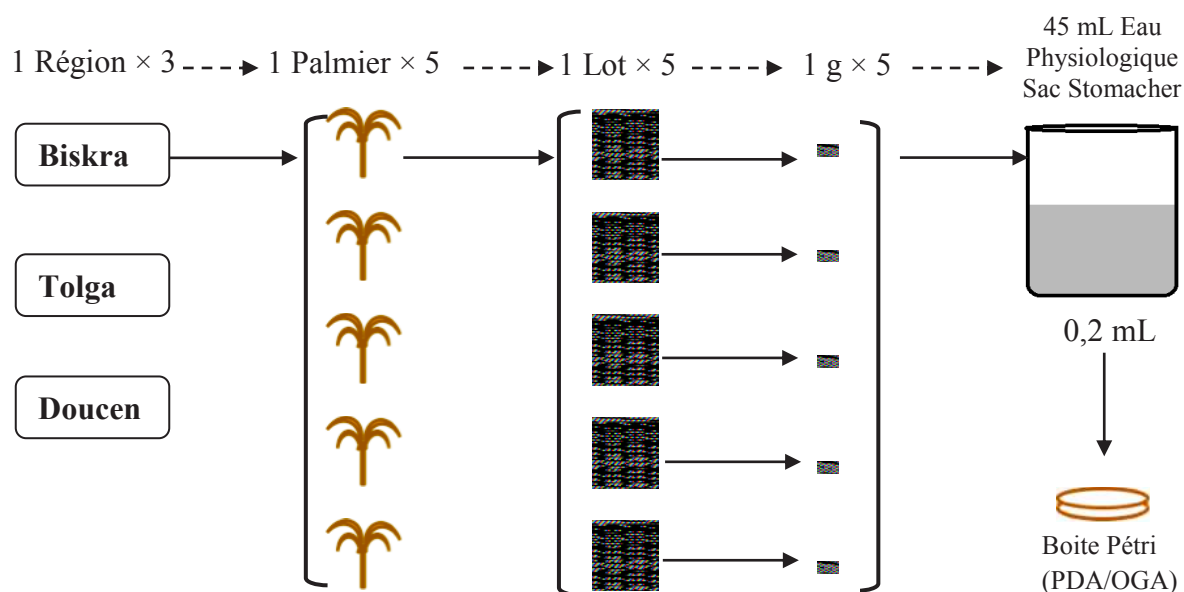 45 mL Eau
Physiologique
Sac Stomacher
1 Région × 3
1 Palmier × 5
1 Lot × 5
1 g × 5
Biskra
Tolga
Doucen
0,2 mL
Boite Pétri
(PDA/OGA)